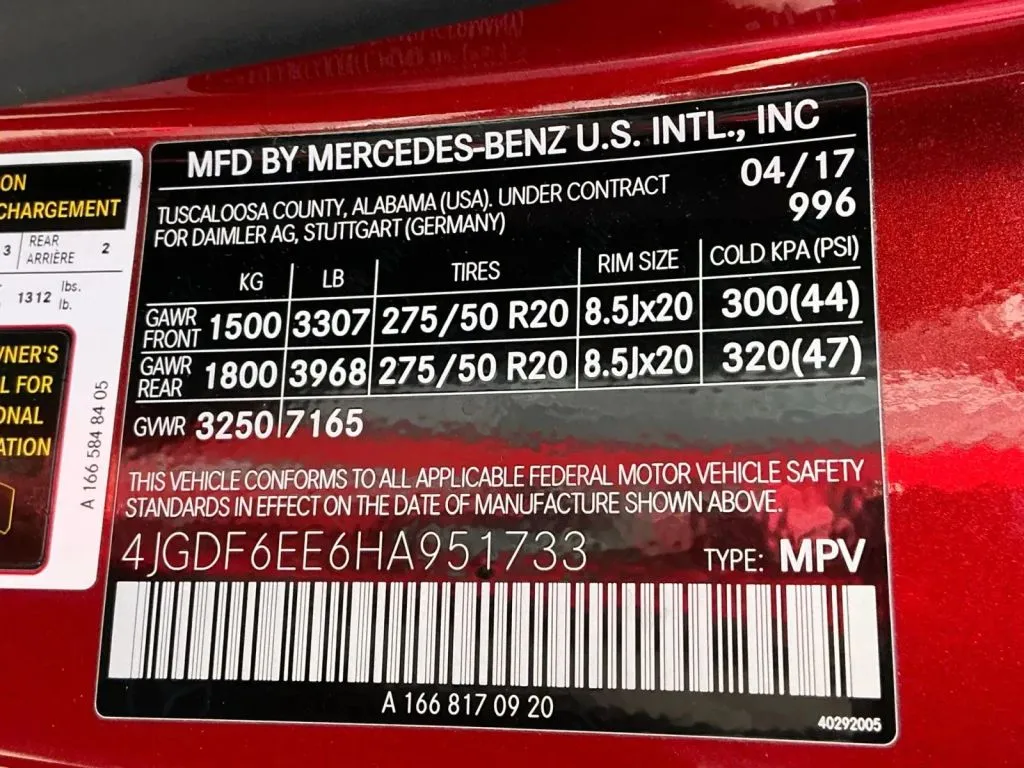 MFD BY MERCEDES-BENZ U.S. INTL., INC
TUSCALOOSA COUNTY, ALABAMA (USA). UNDER CONTRACT
FOR DAIMLER AG, STUTTGART (GERMANY)
04/17
996
KG LB TIRES RIM SIZE COLD KPA (PSI)
GAWR FRONT 1500 3307 275/50 R20 8.5Jx20 300(44)
GAWR REAR 1800 3968 275/50 R20 8.5Jx20 320(47)
GVWR 3250 7165
THIS VEHICLE CONFORMS TO ALL APPLICABLE FEDERAL MOTOR VEHICLE SAFETY
STANDARDS IN EFFECT ON THE DATE OF MANUFACTURE SHOWN ABOVE.
4JGDF6EE6HA951733 TYPE: MPV
A 166 817 09 20
40292005
ON
CHARGEMENT
3 REAR 2
ARRIÈRE
1312 lbs.
lb.
WNER'S
L FOR
ONAL
ATION
A 166 584 84 05